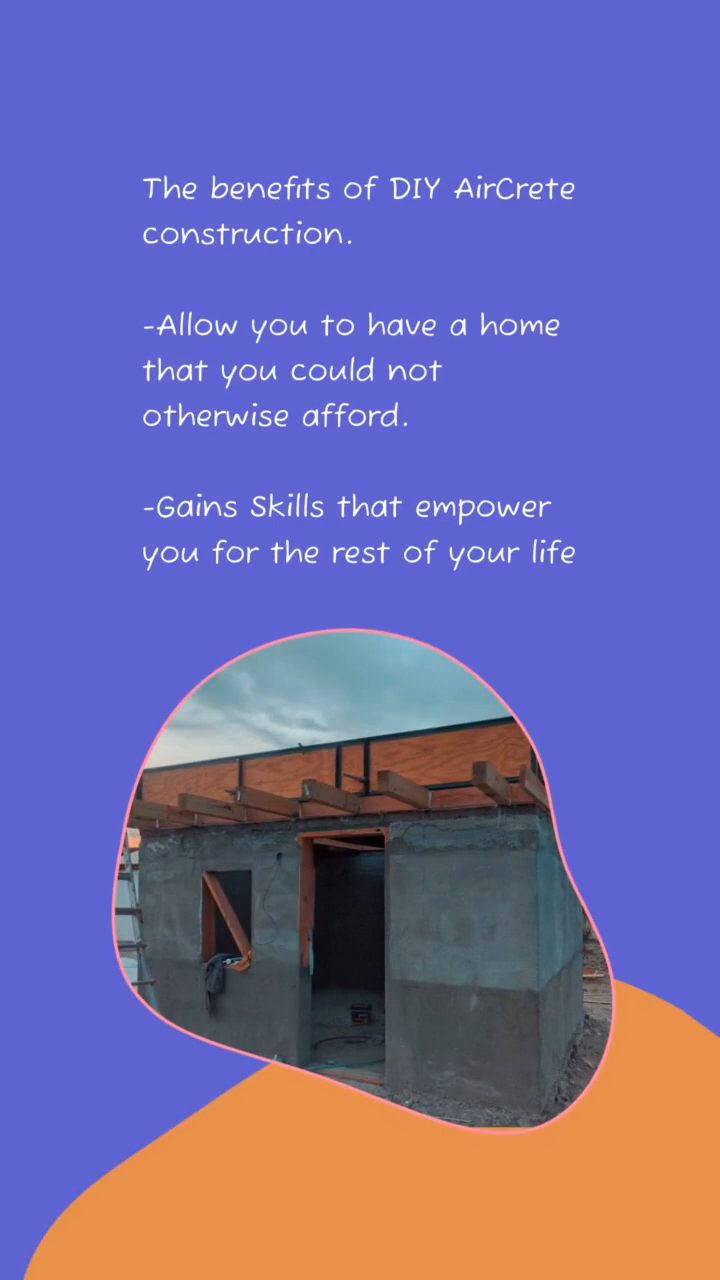 The benefits of DIY AirCrete
construction.
-Allow you to have a home
that you could not
otherwise afford.
-Gains Skills that empower
you for the rest of your life